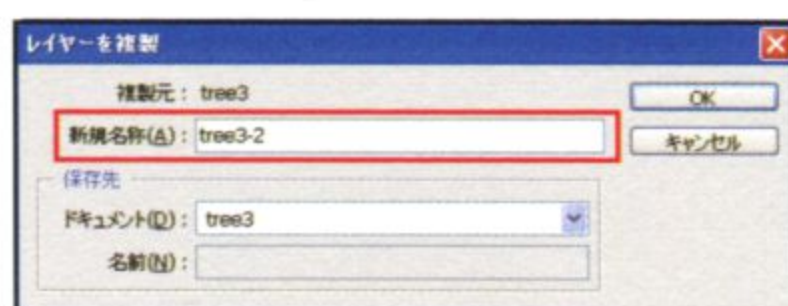 レイヤーを複製
複製元： tree3
OK
新規名称(A)： tree3-2
キャンセル
保存先
ドキュメント(D)： tree3
名前(N)：